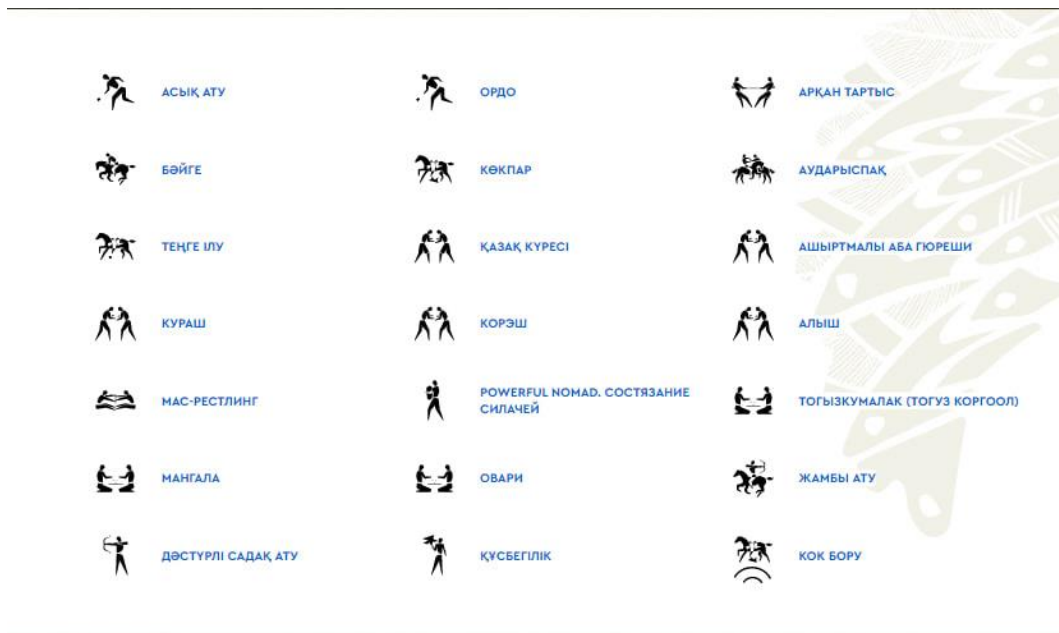 АСЫҚ АТУ
ОРДО
АРҚАН ТАРТЫС
БӘЙГЕ
КӨКПАР
АУДАРЫСПАҚ
ТЕҢГЕ ІЛУ
ҚАЗАҚ КҮРЕСІ
АШЫРТМАЛЫ АБА ГЮРЕШИ
КУРАШ
КОРЭШ
АЛЫШ
МАС-РЕСТЛИНГ
POWERFUL NOMAD. СОСТЯЗАНИЕ
СИЛАЧЕЙ
ТОГЫЗКУМАЛАК (ТОГУЗ КОРГООЛ)
МАНГАЛА
ОВАРИ
ЖАМБЫ АТУ
ДӘСТҮРЛІ САДАҚ АТУ
ҚҰСБЕГІЛІК
КОК БОРУ